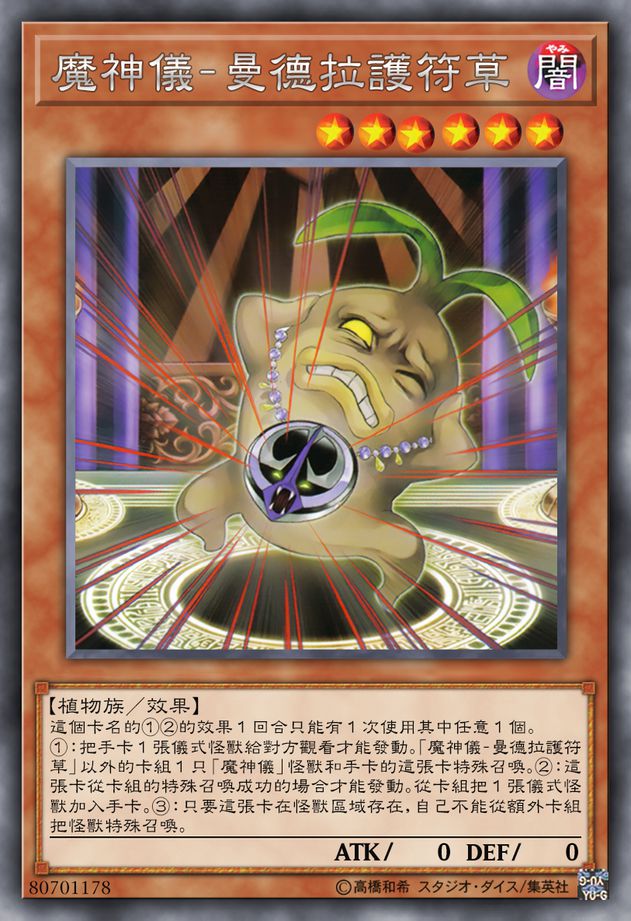 魔神儀-曼德拉護符草
やみ
闇
【植物族／效果】
這個卡名的①②的效果１回合只能有１次使用其中任意１個。
①：把手卡１張儀式怪獸給對方觀看才能發動。「魔神儀-曼德拉護符
草」以外的卡組１只「魔神儀」怪獸和手卡的這張卡特殊召喚。②：這
張卡從卡組的特殊召喚成功的場合才能發動。從卡組把１張儀式怪
獸加入手卡。③：只要這張卡在怪獸區域存在，自己不能從額外卡組
把怪獸特殊召喚。
ATK/ 0 DEF/ 0
80701178 ©高橋和希 スタジオ・ダイス/集英社
YU-G